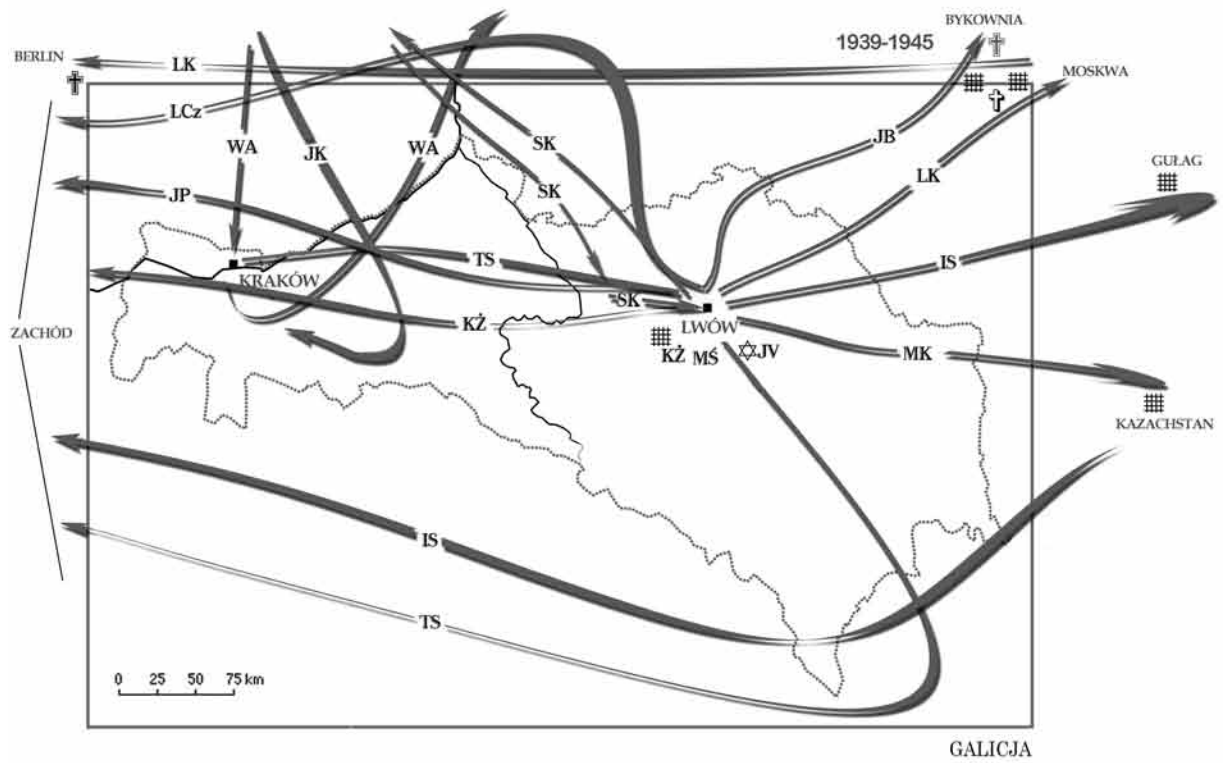 BYKOWNIA
1939-1945
BERLIN
LK
MOSKWA
LCz
WA
JK
WA
SK
JB
GUŁAG
SK
LK
JP
TS
IS
KRAKÓW
SK
ZACHÓD
KŻ
LWÓW
KŻ MŚ JV
MK
KAZACHSTAN
IS
TS
0 25 50 75 km
GALICJA